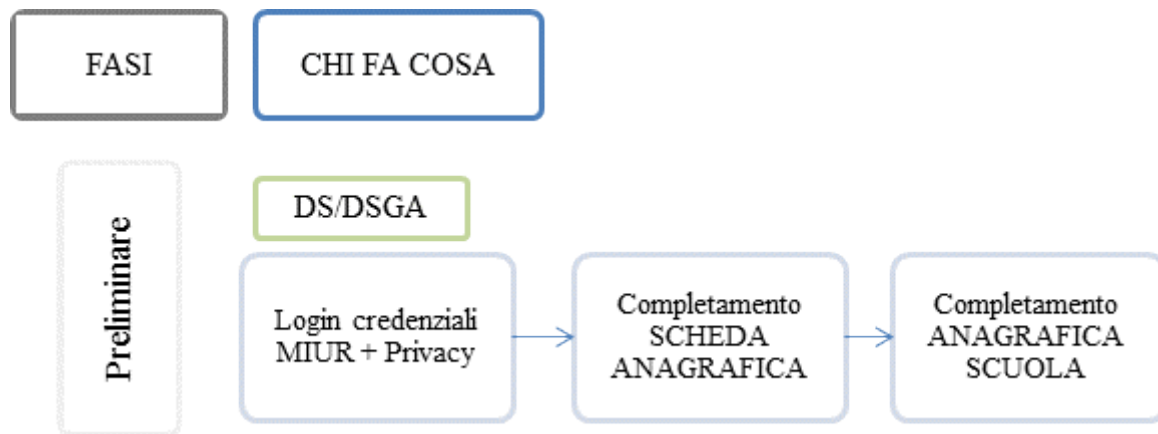 FASI
CHI FA COSA
Preliminare
DS/DSGA
Login credenziali
MIUR + Privacy
Completamento
SCHEDA
ANAGRAFICA
Completamento
ANAGRAFICA
SCUOLA